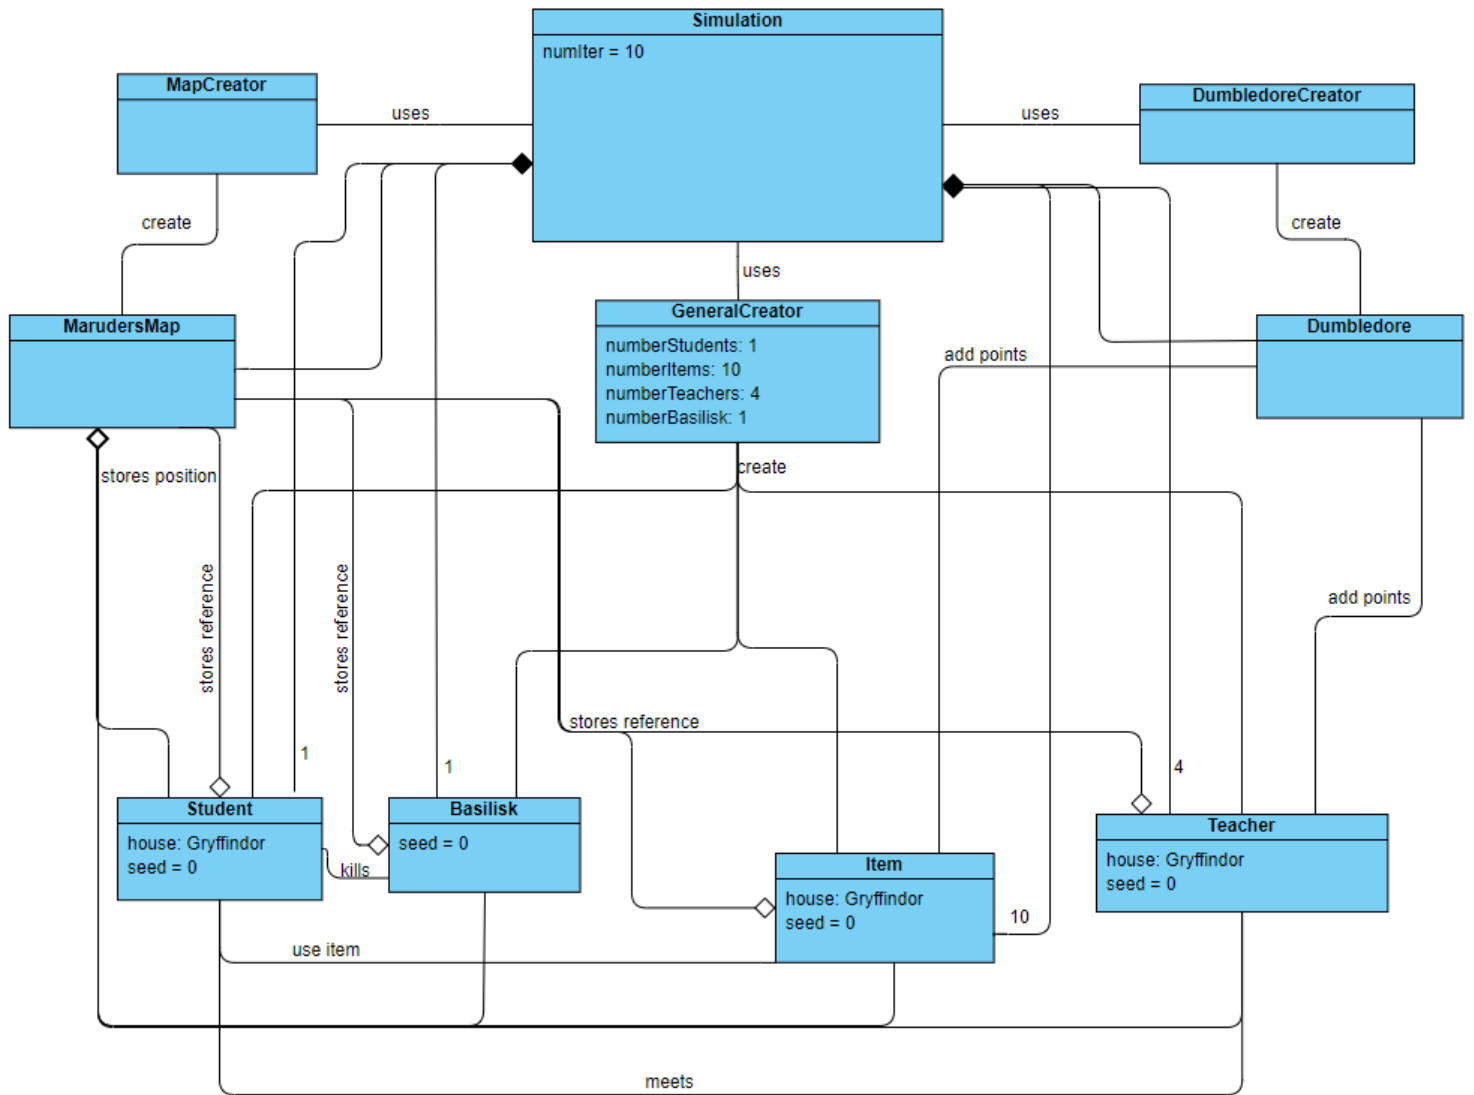 Simulation
numIter = 10
MapCreator
DumbledoreCreator
uses
uses
create
create
uses
MarudersMap
GeneralCreator
numberStudents: 1
numberItems: 10
numberTeachers: 4
numberBasilisk: 1
Dumbledore
add points
stores position
create
stores reference
stores reference
add points
stores reference
1
1
4
Student
house: Gryffindor
seed = 0
Basilisk
seed = 0
kills
Item
house: Gryffindor
seed = 0
Teacher
house: Gryffindor
seed = 0
10
use item
meets